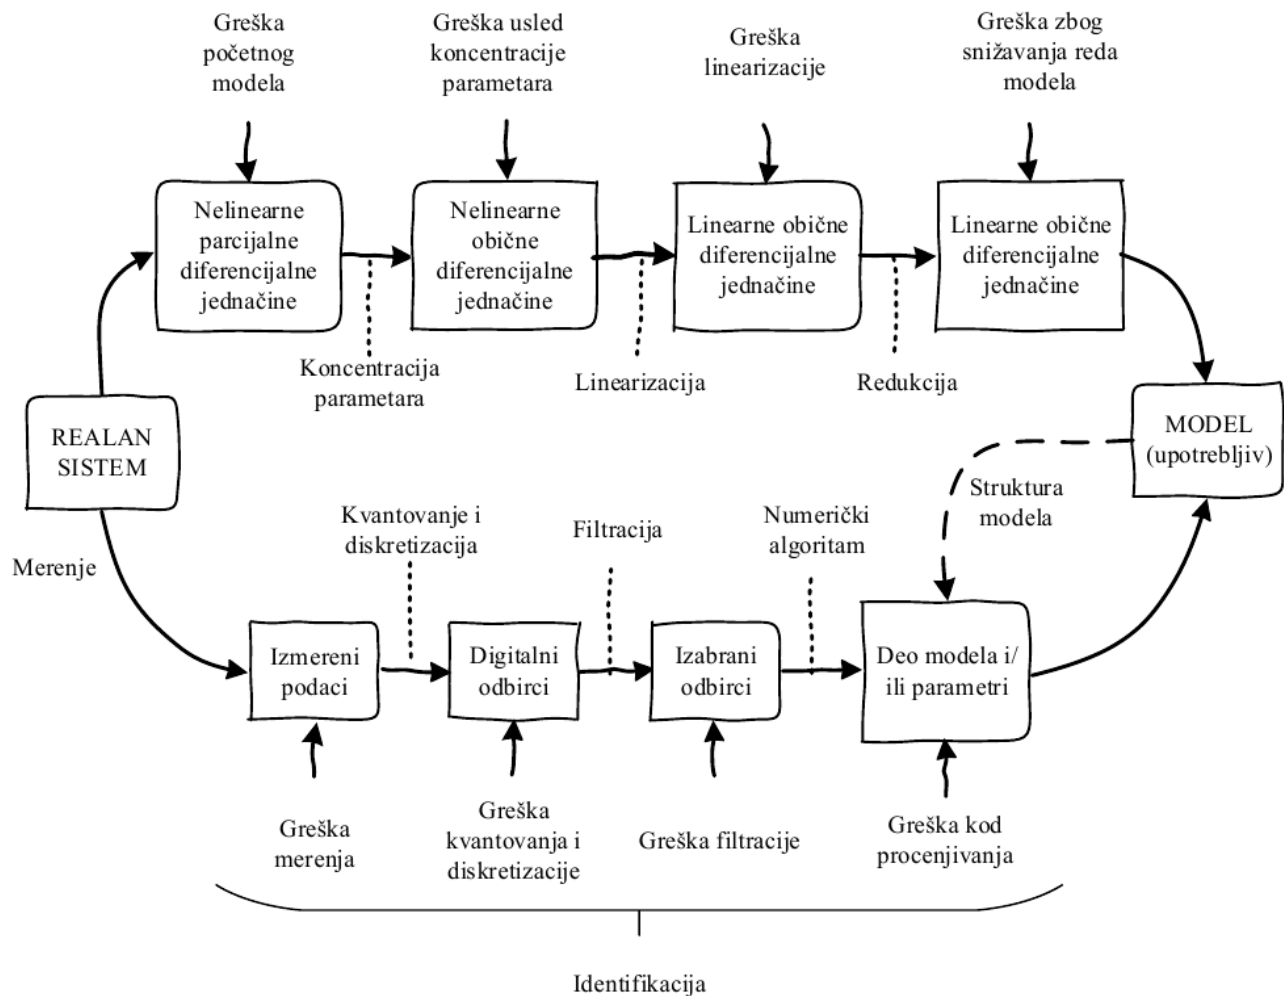 Greška
početnog
modela
Greška usled
koncentracije
parametara
Greška
linearizacije
Greška zbog
snižavanja reda
modela
Nelinearne
parcijalne
diferencijalne
jednačine
Nelinearne
obične
diferencijalne
jednačine
Linearne obične
diferencijalne
jednačine
Linearne obične
diferencijalne
jednačine
Koncentracija
parametara
Linearizacija
Redukcija
REALAN
SISTEM
MODEL
(upotrebljiv)
Struktura
modela
Merenje
Kvantovanje i
diskretizacija
Filtracija
Numerički
algoritam
Izmereni
podaci
Digitalni
odbirci
Izabrani
odbirci
Deo modela i/
ili parametri
Greška
merenja
Greška
kvantovanja i
diskretizacije
Greška filtracije
Greška kod
procenjivanja
Identifikacija